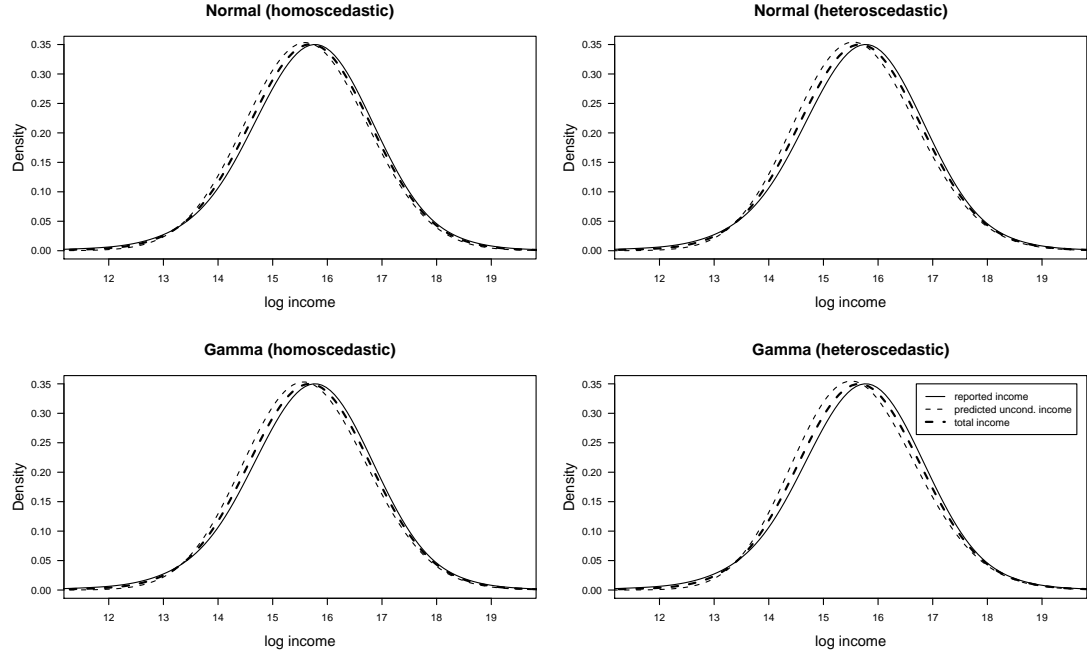 Normal (homoscedastic)
Density
0.35
0.30
0.25
0.20
0.15
0.10
0.05
0.00
12 13 14 15 16 17 18 19
log income
Normal (heteroscedastic)
Density
0.35
0.30
0.25
0.20
0.15
0.10
0.05
0.00
12 13 14 15 16 17 18 19
log income
Gamma (homoscedastic)
Density
0.35
0.30
0.25
0.20
0.15
0.10
0.05
0.00
12 13 14 15 16 17 18 19
log income
Gamma (heteroscedastic)
Density
0.35
0.30
0.25
0.20
0.15
0.10
0.05
0.00
reported income
predicted uncond. income
total income
12 13 14 15 16 17 18 19
log income